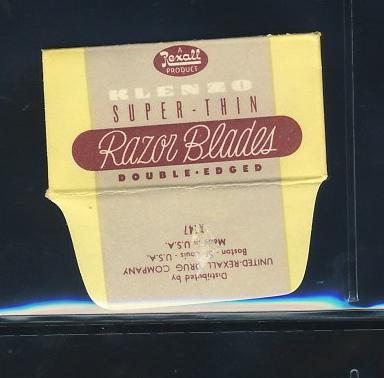 A
Rexall
PRODUCT
KLENZO
SUPER-THIN
Razor Blades
DOUBLE•EDGED
Distributed by
UNITED-REXALL DRUG COMPANY
Boston - St. Louis - U.S.A.
Made in U.S.A.